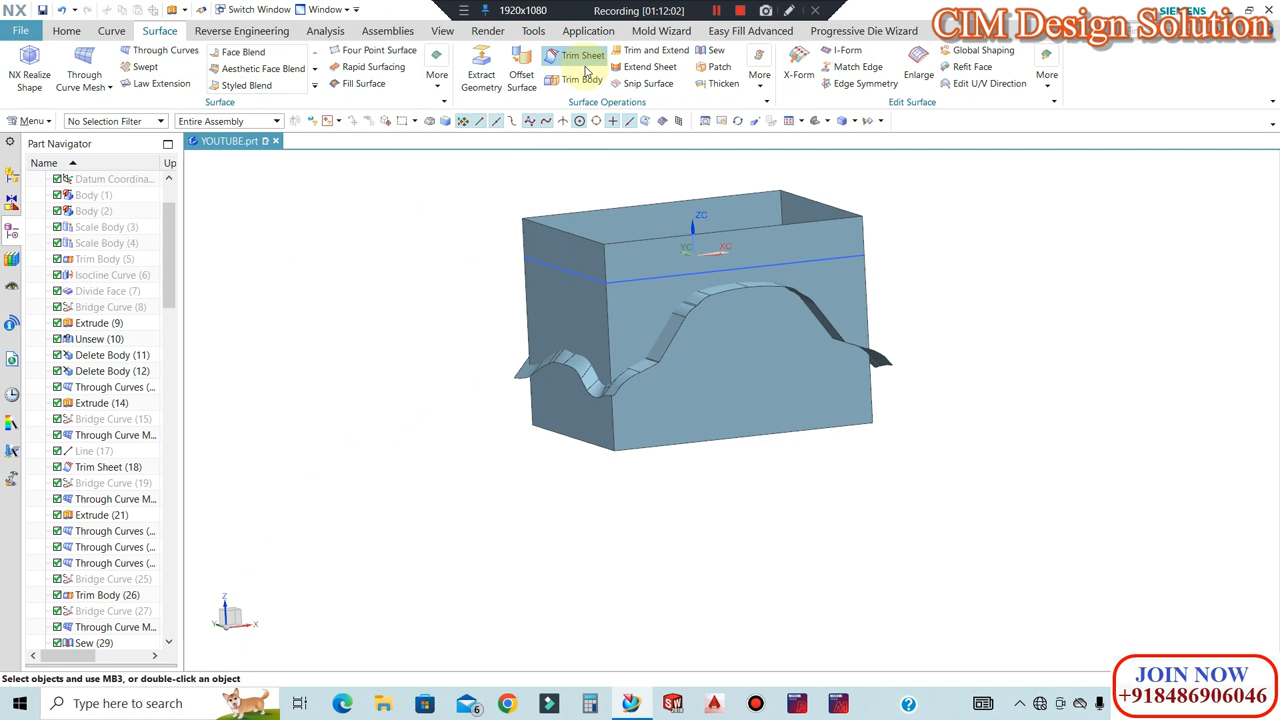 NX Switch Window Window 1920x1080 Recording [01:12:02] SIEMENS
CIM Design Solution
File Home Curve Surface Reverse Engineering Analysis Assemblies View Render Tools Application Mold Wizard Easy Fill Advanced Progressive Die Wizard
NX Realize Shape
Through Curve Mesh
Through Curves
Swept
Law Extension
Face Blend
Aesthetic Face Blend
Styled Blend
Four Point Surface
Rapid Surfacing
Fill Surface
More
Surface
Extract Geometry
Offset Surface
Trim Sheet
Trim Body
Trim and Extend
Extend Sheet
Snip Surface
Sew
Patch
Thicken
More
Surface Operations
X-Form
I-Form
Match Edge
Edge Symmetry
Enlarge
Global Shaping
Refit Face
Edit U/V Direction
More
Edit Surface
Menu No Selection Filter Entire Assembly
Part Navigator
YOUTUBE.prt
Name Up
Datum Coordina...
Body (1)
Body (2)
Scale Body (3)
Scale Body (4)
Trim Body (5)
Isocline Curve (6)
Divide Face (7)
Bridge Curve (8)
Extrude (9)
Unsew (10)
Delete Body (11)
Delete Body (12)
Through Curves (...
Extrude (14)
Bridge Curve (15)
Through Curve M...
Line (17)
Trim Sheet (18)
Bridge Curve (19)
Through Curve M...
Extrude (21)
Through Curves (...
Through Curves (...
Through Curves (...
Bridge Curve (25)
Trim Body (26)
Bridge Curve (27)
Through Curve M...
Sew (29)
ZC
YC
XC
Z
Y
X
Select objects and use MB3, or double-click an object
JOIN NOW
+918486906046
Type here to search
6